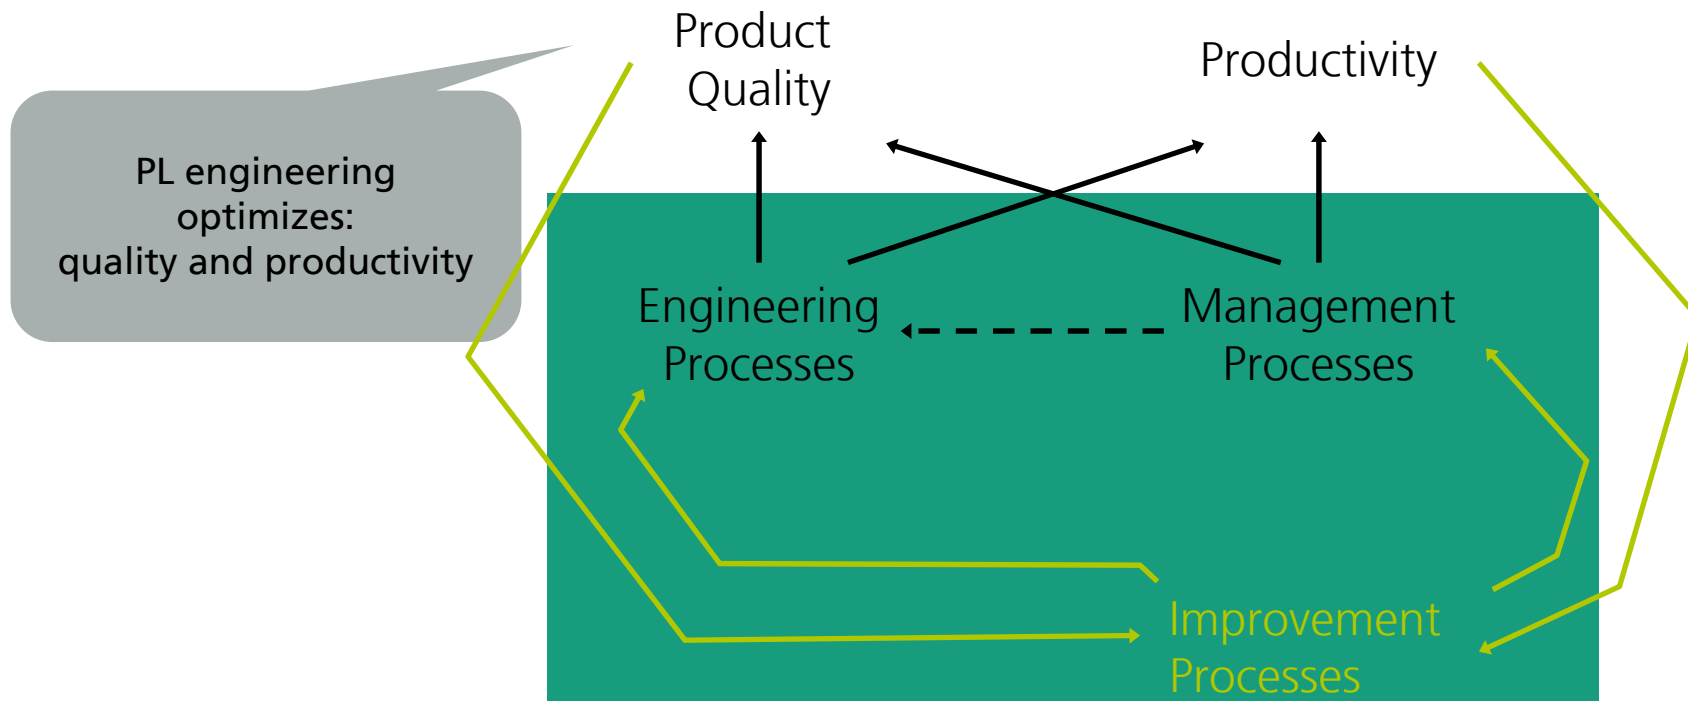 Product
Quality
Productivity
PL engineering
optimizes:
quality and productivity
Engineering
Processes
Management
Processes
Improvement
Processes